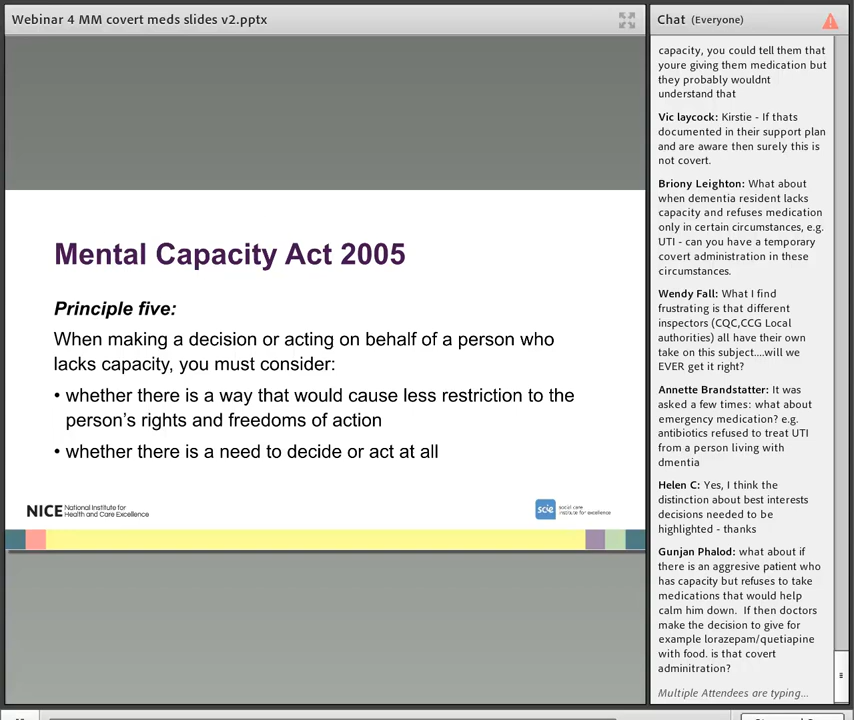 Webinar 4 MM covert meds slides v2.pptx
Mental Capacity Act 2005
Principle five:
When making a decision or acting on behalf of a person who
lacks capacity, you must consider:
• whether there is a way that would cause less restriction to the
person's rights and freedoms of action
• whether there is a need to decide or act at all
NICE National Institute for
Health and Care Excellence
scie social care
institute for excellence
Chat (Everyone)
capacity, you could tell them that
youre giving them medication but
they probably wouldnt
understand that
Vic laycock: Kirstie - If thats
documented in their support plan
and are aware then surely this is
not covert.
Briony Leighton: What about
when dementia resident lacks
capacity and refuses medication
only in certain circumstances, e.g.
UTI - can you have a temporary
covert administration in these
circumstances.
Wendy Fall: What I find
frustrating is that different
inspectors (CQC,CCG Local
authorities) all have their own
take on this subject....will we
EVER get it right?
Annette Brandstatter: It was
asked a few times: what about
emergency medication? e.g.
antibiotics refused to treat UTI
from a person living with
dmentia
Helen C: Yes, I think the
distinction about best interests
decisions needed to be
highlighted - thanks
Gunjan Phalod: what about if
there is an aggresive patient who
has capacity but refuses to take
medications that would help
calm him down. If then doctors
make the decision to give for
example lorazepam/quetiapine
with food. is that covert
adminitration?
Multiple Attendees are typing...